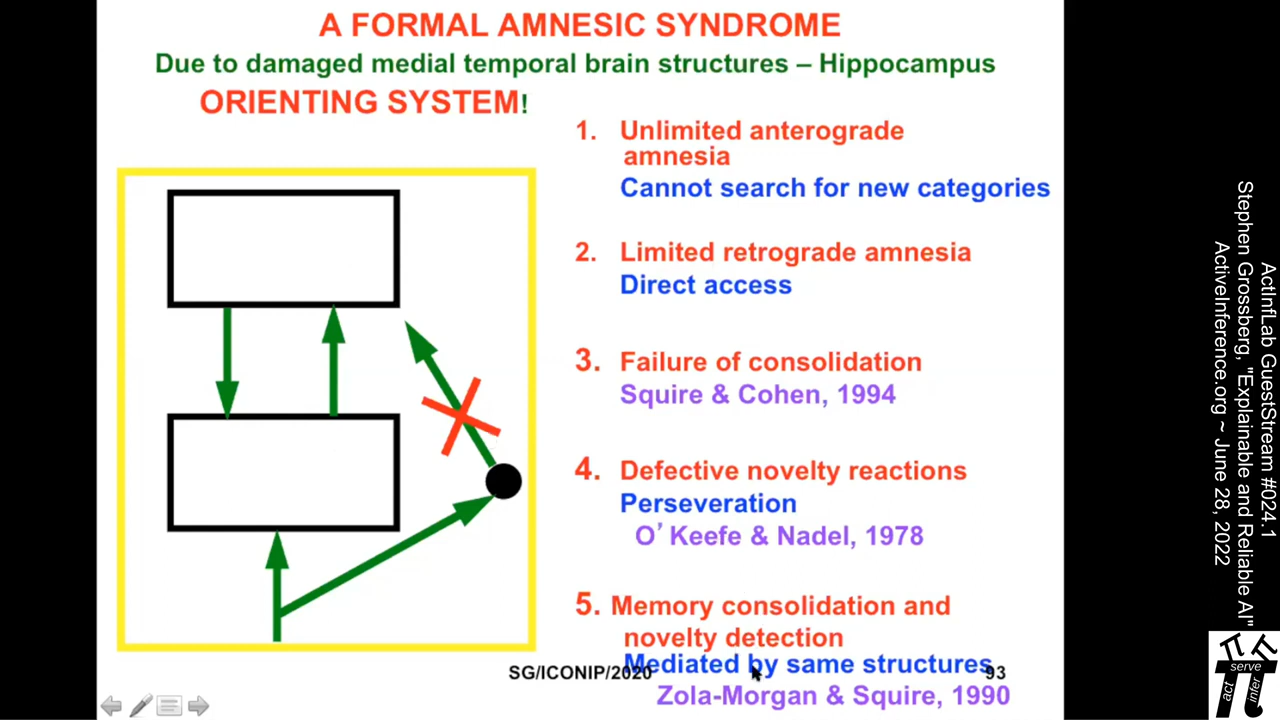 A FORMAL AMNESIC SYNDROME
Due to damaged medial temporal brain structures – Hippocampus
ORIENTING SYSTEM!
1. Unlimited anterograde
amnesia
Cannot search for new categories
2. Limited retrograde amnesia
Direct access
3. Failure of consolidation
Squire & Cohen, 1994
4. Defective novelty reactions
Perseveration
O’ Keefe & Nadel, 1978
5. Memory consolidation and
novelty detection
Mediated by same structures
Zola-Morgan & Squire, 1990
SG/ICONIP/2020
93
ActInfLab GuestStream #024.1
Stephen Grossberg, "Explainable and Reliable AI"
ActiveInference.org ~ June 28, 2022
serve
act
infer